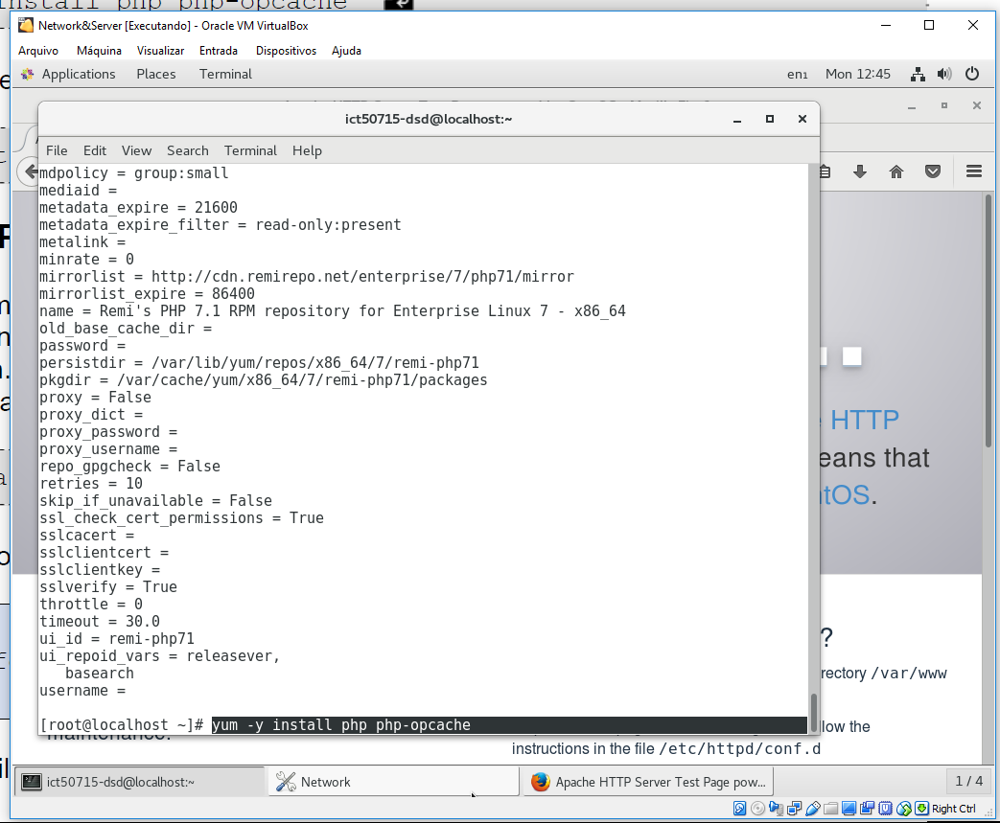 install php php-opcache
Network&Server [Executando] - Oracle VM VirtualBox
Arquivo Máquina Visualizar Entrada Dispositivos Ajuda
Applications Places Terminal en1 Mon 12:45
ict50715-dsd@localhost:~
File Edit View Search Terminal Help
mdpolicy = group:small
mediaid =
metadata_expire = 21600
metadata_expire_filter = read-only:present
metalink =
minrate = 0
mirrorlist = http://cdn.remirepo.net/enterprise/7/php71/mirror
mirrorlist_expire = 86400
name = Remi's PHP 7.1 RPM repository for Enterprise Linux 7 - x86_64
old_base_cache_dir =
password =
persistdir = /var/lib/yum/repos/x86_64/7/remi-php71
pkgdir = /var/cache/yum/x86_64/7/remi-php71/packages
proxy = False
proxy_dict =
proxy_password =
proxy_username =
repo_gpgcheck = False
retries = 10
skip_if_unavailable = False
ssl_check_cert_permissions = True
sslcacert =
sslclientcert =
sslclientkey =
sslverify = True
throttle = 0
timeout = 30.0
ui_id = remi-php71
ui_repoid_vars = releasever,
basearch
username =
[root@localhost ~]# yum -y install php php-opcache
HTTP
eans that
tOS.
?
rectory /var/www
maintenance.
llow the
instructions in the file /etc/httpd/conf.d
ict50715-dsd@localhost:~ Network Apache HTTP Server Test Page pow... 1 / 4
Right Ctrl